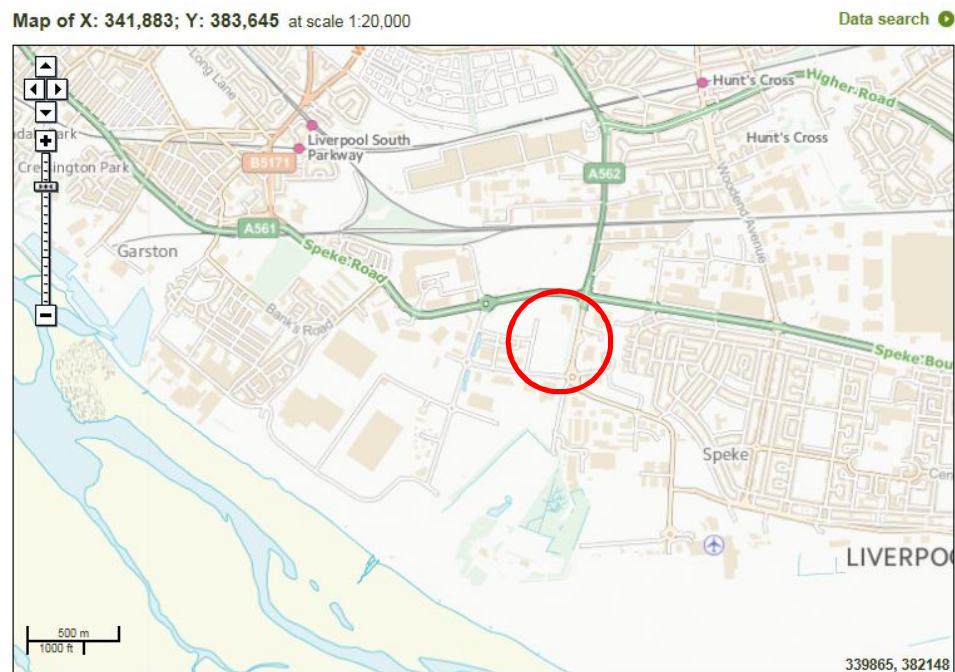 Map of X: 341,883; Y: 383,645 at scale 1:20,000
Data search
Long Lane
Hunt's Cross
Higher Road
Liverpool South
Parkway
Hunt's Cross
B5171
Cressington Park
A562
Woodend Avenue
A561
Speke Road
Garston
Bank's Road
Speke Bou
Speke
Cen
LIVERPOO
500 m
1000 ft
339865, 382148